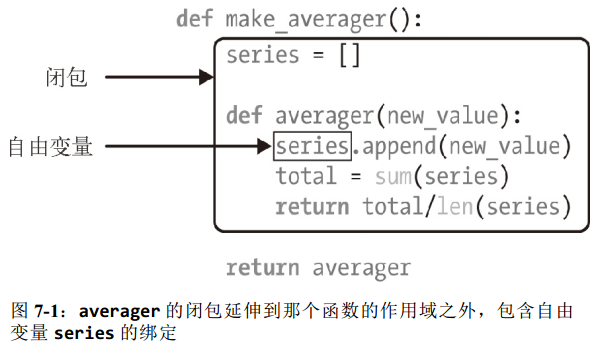 def make_averager():
series = []
闭包
def averager(new_value):
自由变量
series.append(new_value)
total = sum(series)
return total/len(series)
return averager
图 7-1：averager 的闭包延伸到那个函数的作用域之外，包含自由
变量 series 的绑定